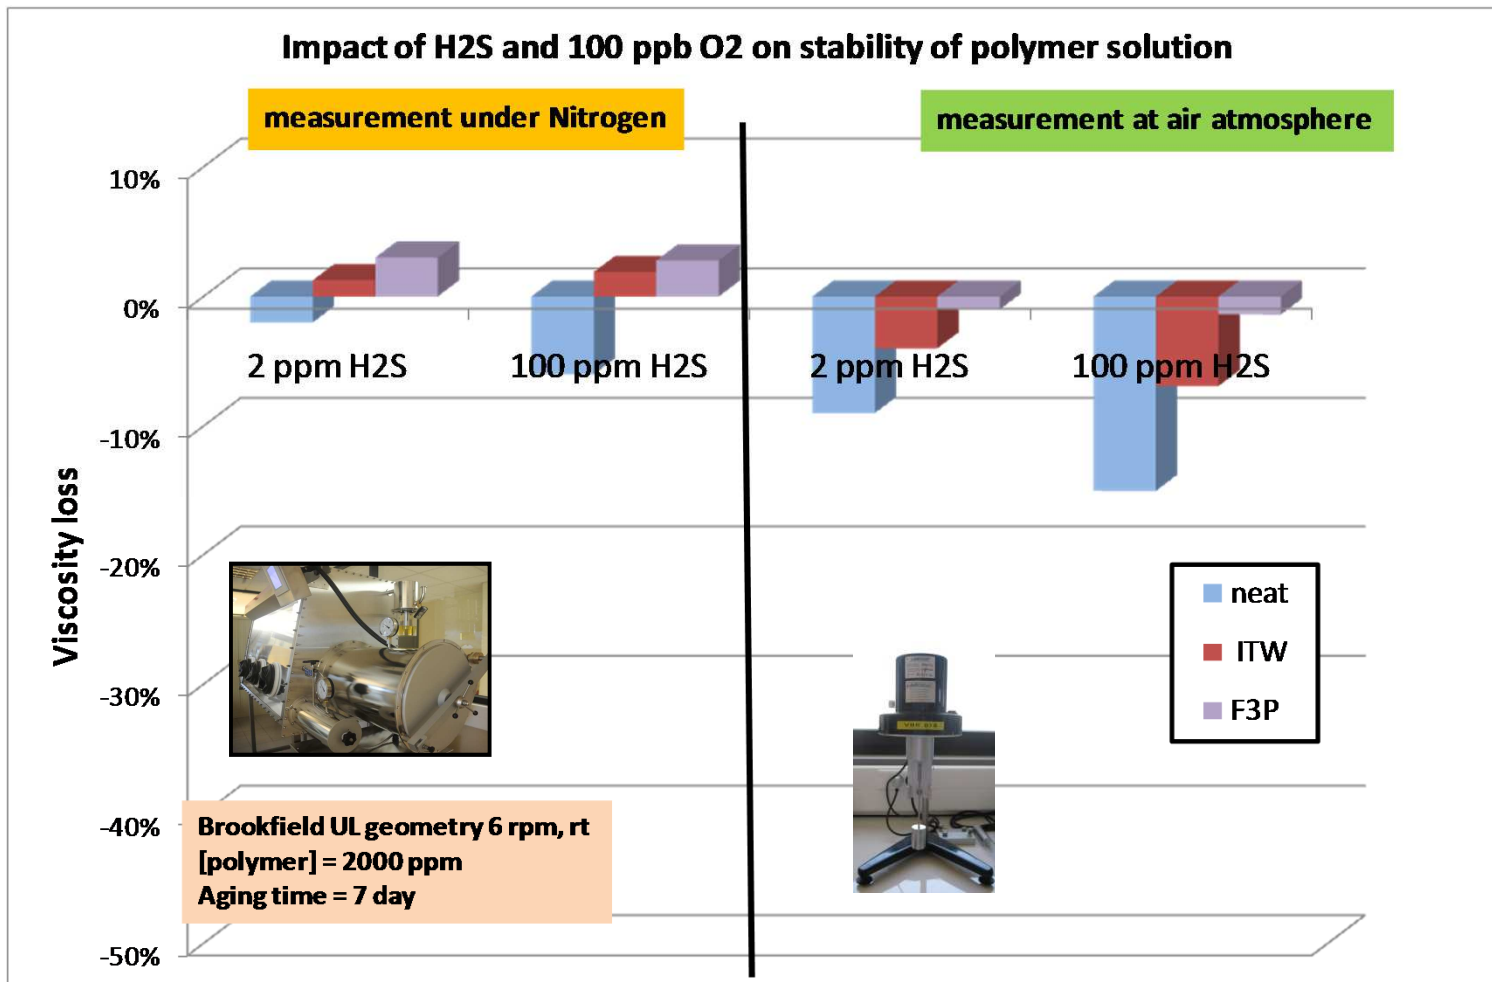 Impact of H2S and 100 ppb O2 on stability of polymer solution
measurement under Nitrogen
measurement at air atmosphere
10%
0%
-10%
-20%
-30%
-40%
-50%
Viscosity loss
2 ppm H2S
100 ppm H2S
2 ppm H2S
100 ppm H2S
neat
ITW
F3P
Brookfield UL geometry 6 rpm, rt
[polymer] = 2000 ppm
Aging time = 7 day